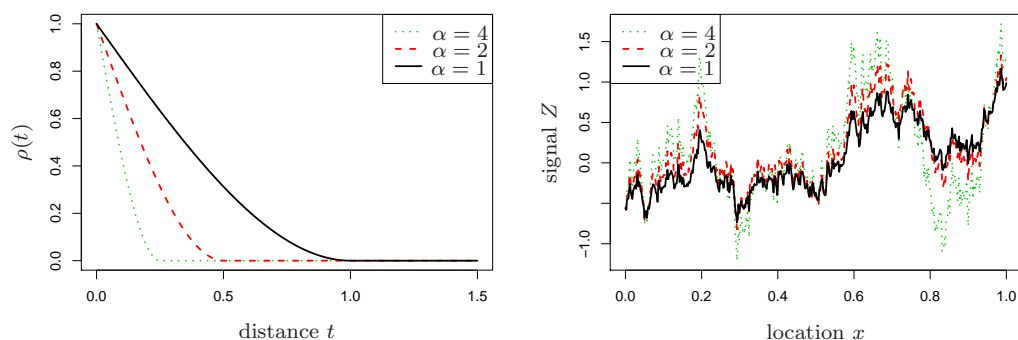 ρ(t)
1.0
0.8
0.6
0.4
0.2
0.0
α = 4
α = 2
α = 1
0.0 0.5 1.0 1.5
distance t
signal Z
1.5
1.0
0.5
0.0
−1.0
α = 4
α = 2
α = 1
0.0 0.2 0.4 0.6 0.8 1.0
location x